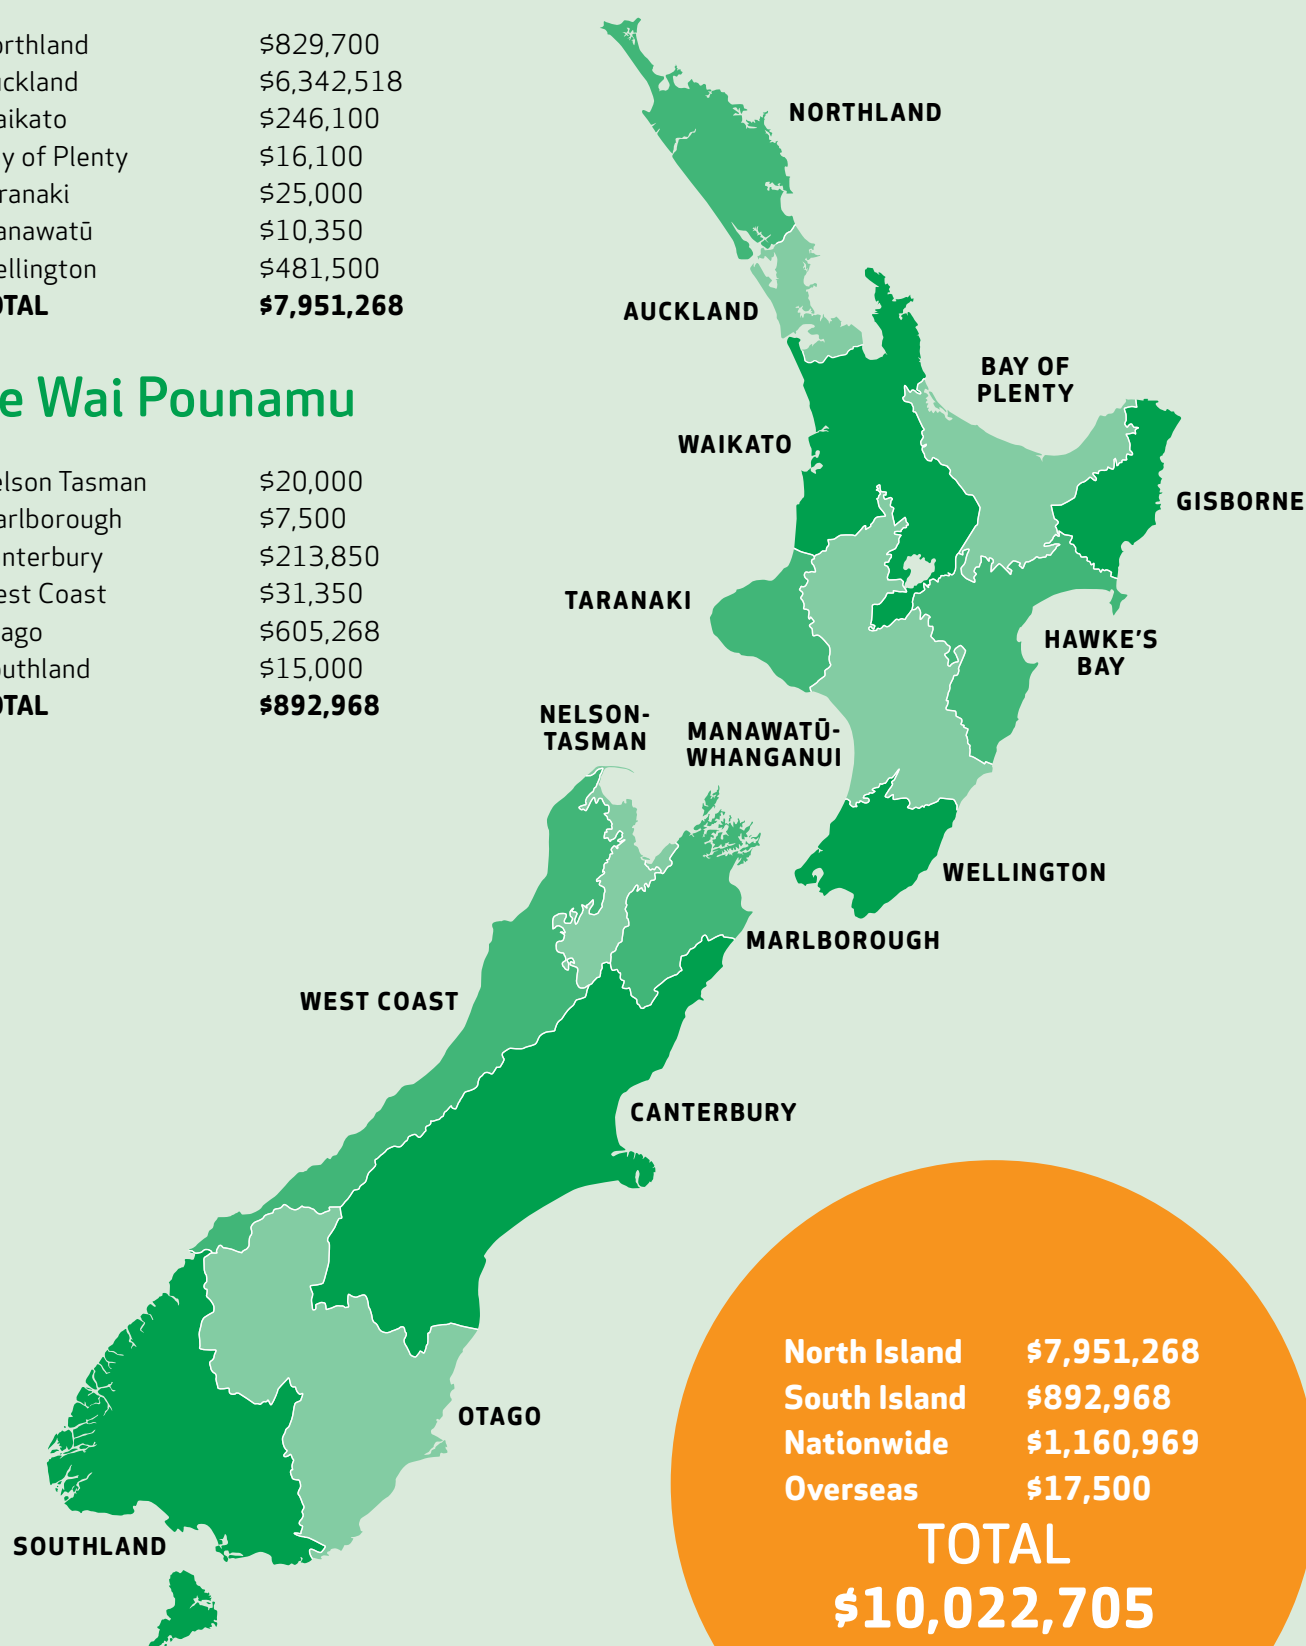 orthland $829,700
uckland $6,342,518
aikato $246,100
y of Plenty $16,100
ranaki $25,000
anawatū $10,350
ellington $481,500
OTAL $7,951,268
e Wai Pounamu
elson Tasman $20,000
arlborough $7,500
nterbury $213,850
est Coast $31,350
ago $605,268
outhland $15,000
OTAL $892,968
NORTHLAND
AUCKLAND
BAY OF
PLENTY
WAIKATO
GISBORNE
TARANAKI
HAWKE'S
BAY
NELSON-
TASMAN
MANAWATŪ-
WHANGANUI
WELLINGTON
MARLBOROUGH
WEST COAST
CANTERBURY
OTAGO
SOUTHLAND
North Island $7,951,268
South Island $892,968
Nationwide $1,160,969
Overseas $17,500
TOTAL
$10,022,705